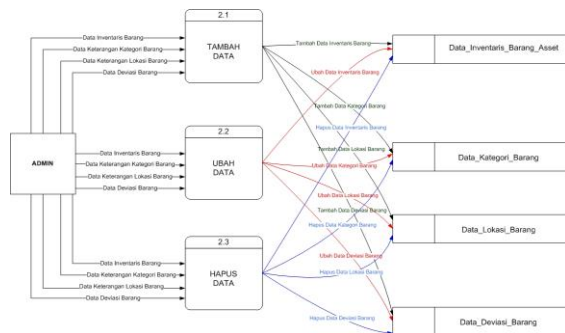 2.1
TAMBAH
DATA
Data Inventaris Barang
Data Keterangan Kategori Barang
Data Keterangan Lokasi Barang
Data Deviasi Barang
Tambah Data Inventaris Barang
Data_Inventaris_Barang_Asset
Ubah Data Inventaris Barang
Tambah Data Kategori Barang
Hapus Data Inventaris Barang
2.2
UBAH
DATA
ADMIN
Data Inventaris Barang
Data Keterangan Kategori Barang
Data Keterangan Lokasi Barang
Data Deviasi Barang
Tambah Data Lokasi Barang
Data_Kategori_Barang
Ubah Data Kategori Barang
Ubah Data Lokasi Barang
Tambah Data Deviasi Barang
Hapus Data Kategori Barang
Data_Lokasi_Barang
2.3
HAPUS
DATA
Data Inventaris Barang
Data Keterangan Kategori Barang
Data Keterangan Lokasi Barang
Data Deviasi Barang
Ubah Data Deviasi Barang
Hapus Data Lokasi Barang
Hapus Data Deviasi Barang
Data_Deviasi_Barang